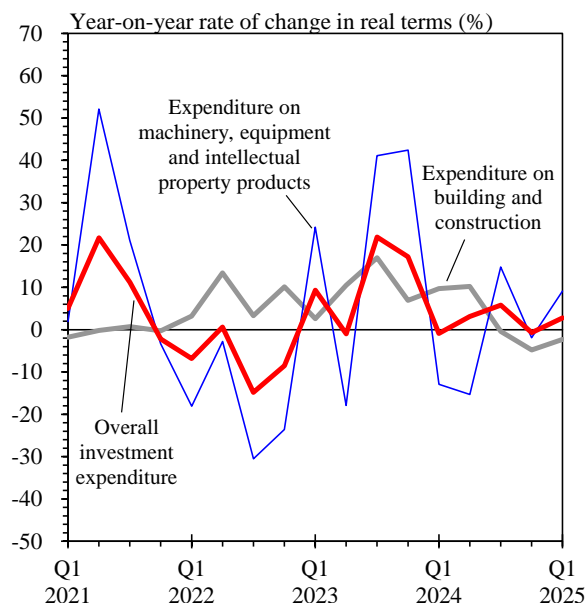 Year-on-year rate of change in real terms (%)
70
60
50
40
30
20
10
0
-10
-20
-30
-40
-50
Expenditure on
machinery, equipment
and intellectual
property products
Expenditure on
building and
construction
Overall
investment
expenditure
Q1 Q1 Q1 Q1 Q1
2021 2022 2023 2024 2025